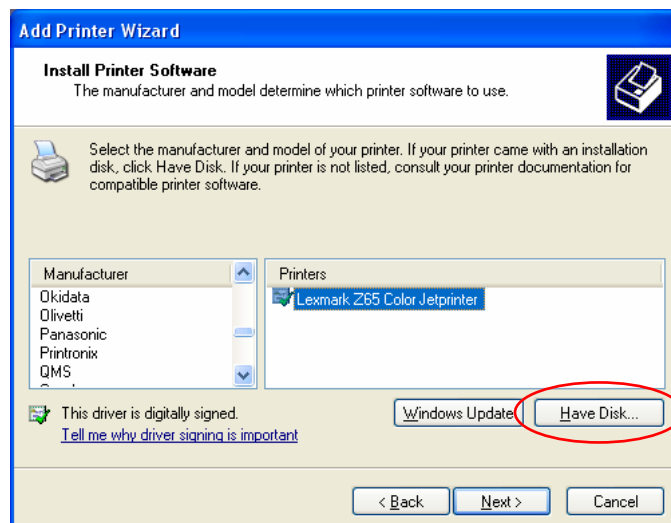 Add Printer Wizard
Install Printer Software
The manufacturer and model determine which printer software to use.
Select the manufacturer and model of your printer. If your printer came with an installation
disk, click Have Disk. If your printer is not listed, consult your printer documentation for
compatible printer software.
Manufacturer
Okidata
Olivetti
Panasonic
Printronix
QMS
Printers
Lexmark Z65 Color Jetprinter
This driver is digitally signed.
Tell me why driver signing is important
Windows Update
Have Disk...
< Back
Next >
Cancel